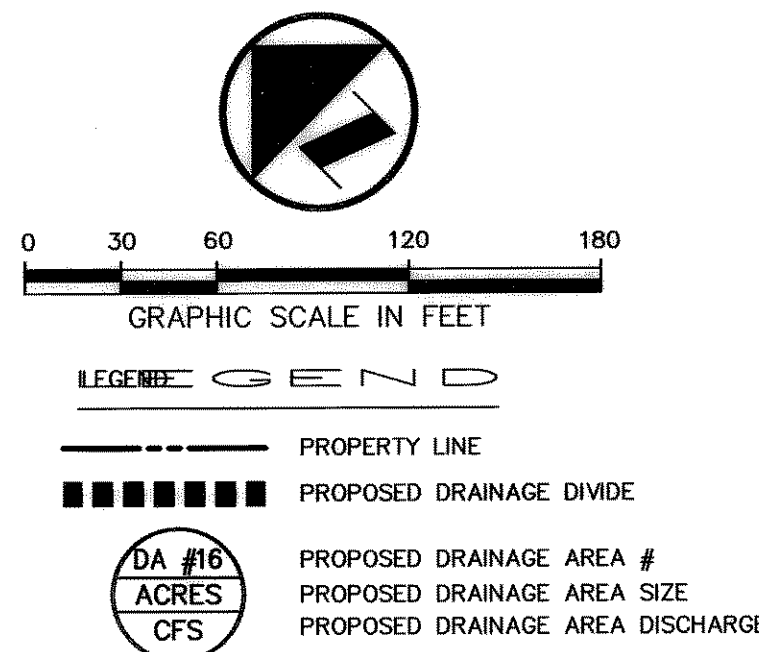 0 30 60 120 180
GRAPHIC SCALE IN FEET
LEGEND
PROPERTY LINE
PROPOSED DRAINAGE DIVIDE
DA #16 PROPOSED DRAINAGE AREA #
ACRES PROPOSED DRAINAGE AREA SIZE
CFS PROPOSED DRAINAGE AREA DISCHARGE